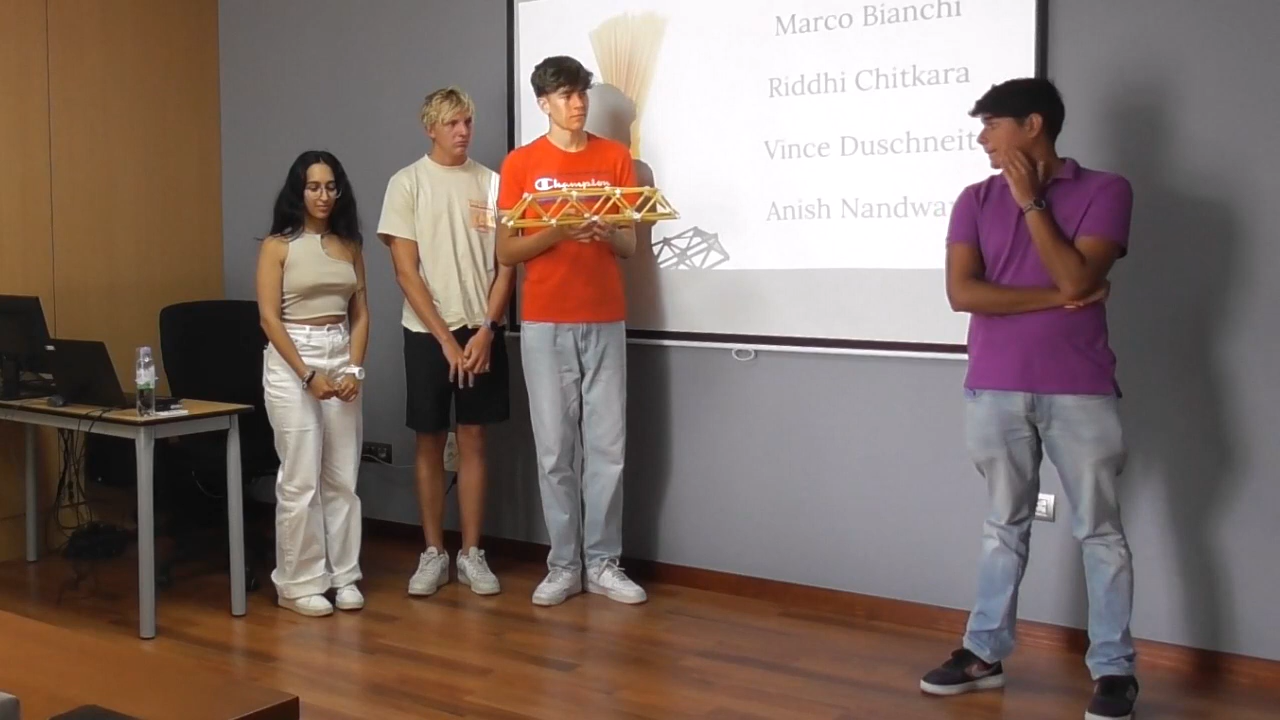 Marco Bianchi
Riddhi Chitkara
Vince Duschneit
Anish Nandwa
Champion